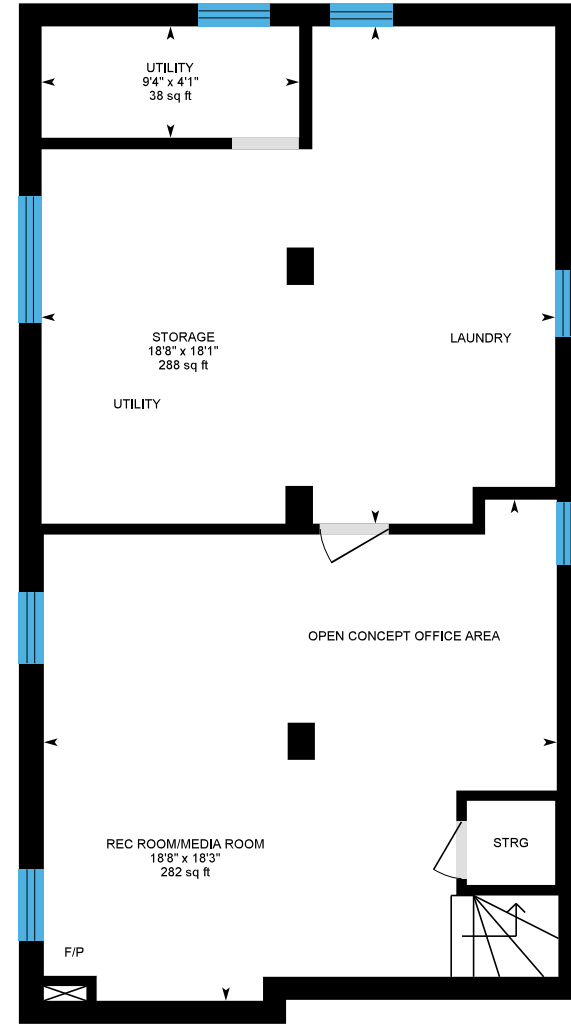 UTILITY
9'4" x 4'1"
38 sq ft
STORAGE
18'8" x 18'1"
288 sq ft
LAUNDRY
UTILITY
OPEN CONCEPT OFFICE AREA
REC ROOM/MEDIA ROOM
18'8" x 18'3"
282 sq ft
STRG
F/P